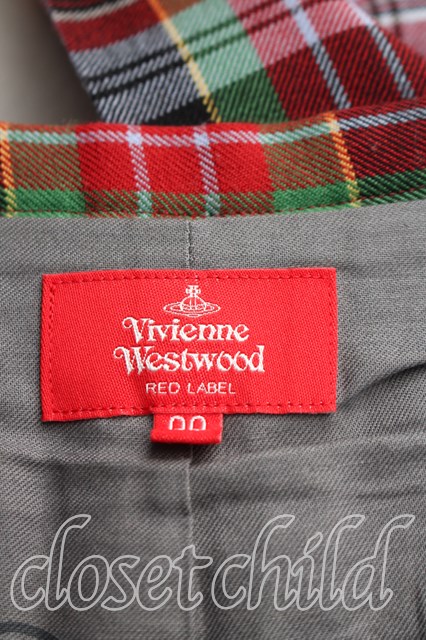 Vivienne
Westwood
RED LABEL
00
closet child